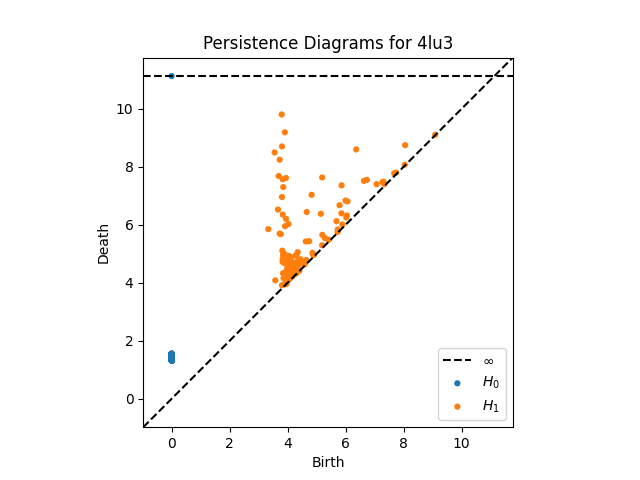 Persistence Diagrams for 4lu3
Death
10
8
6
4
2
0
0 2 4 6 8 10
Birth
∞
H₀
H₁